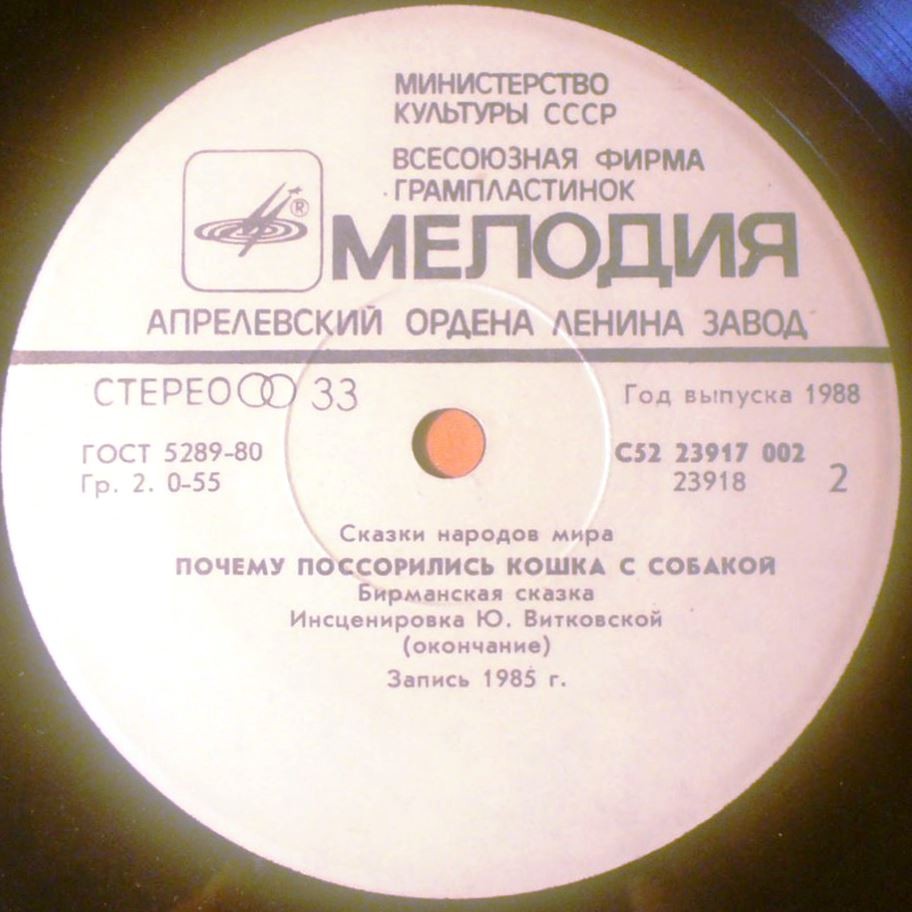 МИНИСТЕРСТВО
КУЛЬТУРЫ СССР
ВСЕСОЮЗНАЯ ФИРМА
ГРАМПЛАСТИНОК
®
МЕЛОДИЯ
АПРЕЛЕВСКИЙ ОРДЕНА ЛЕНИНА ЗАВОД
СТЕРЕО 33
Год выпуска 1988
ГОСТ 5289-80
Гр. 2. 0-55
С52 23917 002
23918 2
Сказки народов мира
ПОЧЕМУ ПОССОРИЛИСЬ КОШКА С СОБАКОЙ
Бирманская сказка
Инсценировка Ю. Витковской
(окончание)
Запись 1985 г.